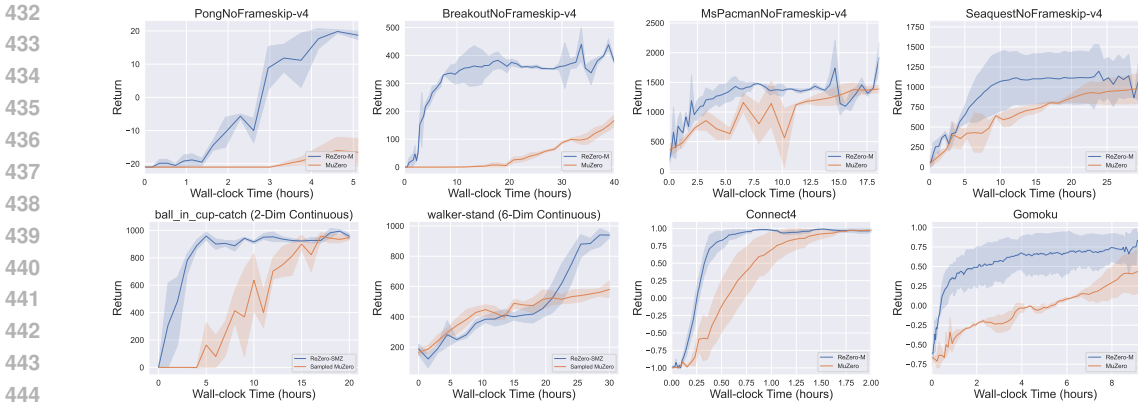 432
433
434
435
436
437
438
439
440
441
442
443
444
PongNoFrameskip-v4
Return
20
10
0
−10
−20
ReZero-M
MuZero
0 1 2 3 4 5
Wall-clock Time (hours)
BreakoutNoFrameskip-v4
Return
500
400
300
200
100
0
ReZero-M
MuZero
0 10 20 30 40
Wall-clock Time (hours)
MsPacmanNoFrameskip-v4
Return
2500
2000
1500
1000
500
0
ReZero-M
MuZero
0.0 2.5 5.0 7.5 10.0 12.5 15.0 17.5
Wall-clock Time (hours)
SeaquestNoFrameskip-v4
Return
1750
1500
1250
1000
750
500
250
0
ReZero-M
MuZero
0 5 10 15 20 25
Wall-clock Time (hours)
ball_in_cup-catch (2-Dim Continuous)
Return
1000
800
600
400
200
0
ReZero-SMZ
Sampled MuZero
0 5 10 15 20
Wall-clock Time (hours)
walker-stand (6-Dim Continuous)
Return
1000
800
600
400
200
ReZero-SMZ
Sampled MuZero
0 5 10 15 20 25 30
Wall-clock Time (hours)
Connect4
Return
1.00
0.75
0.50
0.25
0.00
−0.25
−0.50
−0.75
−1.00
ReZero-M
MuZero
0.00 0.25 0.50 0.75 1.00 1.25 1.50 1.75 2.00
Wall-clock Time (hours)
Gomoku
Return
1.00
0.75
0.50
0.25
0.00
−0.25
−0.50
−0.75
ReZero-M
MuZero
0 2 4 6 8
Wall-clock Time (hours)